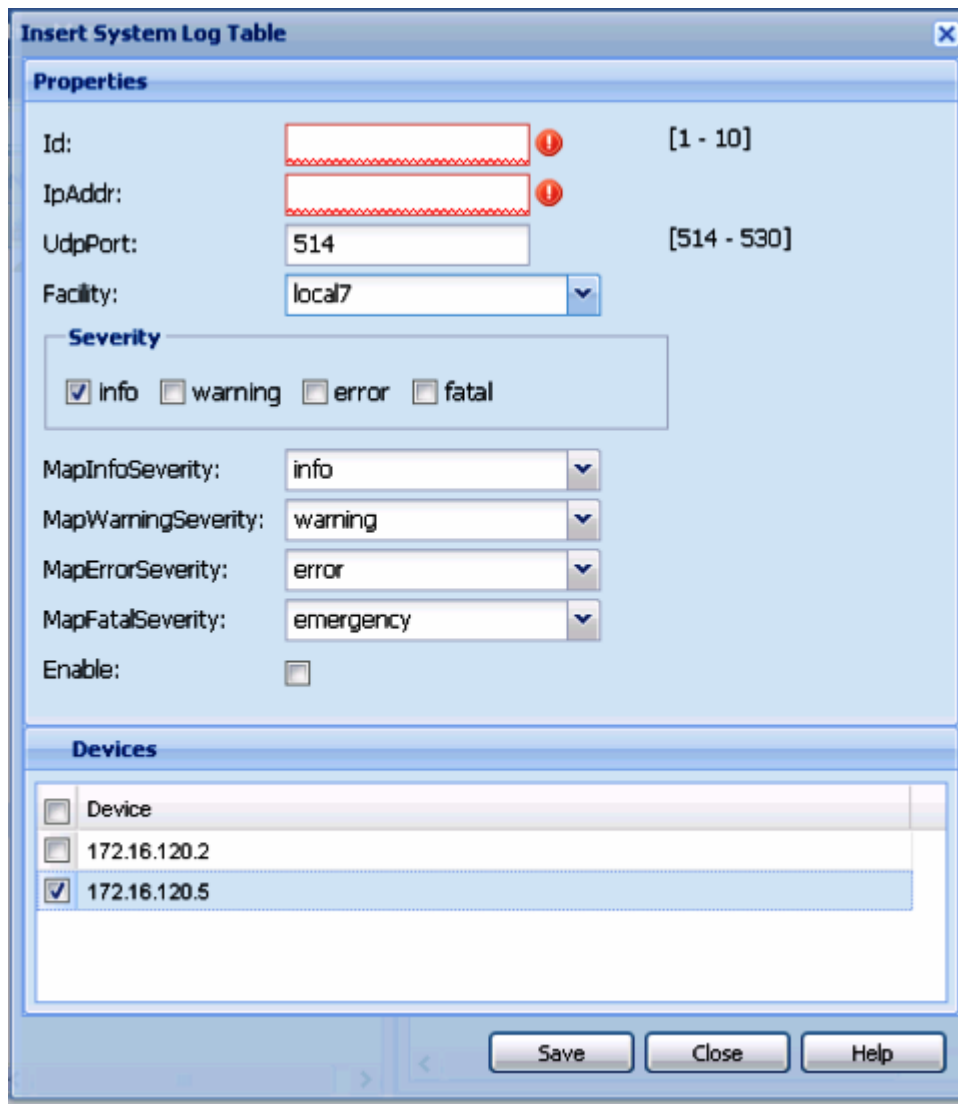 Insert System Log Table
Properties
Id: [1 - 10]
IpAddr:
UdpPort: 514 [514 - 530]
Facility: local7
Severity
info warning error fatal
MapInfoSeverity: info
MapWarningSeverity: warning
MapErrorSeverity: error
MapFatalSeverity: emergency
Enable:
Devices
Device
172.16.120.2
172.16.120.5
Save Close Help